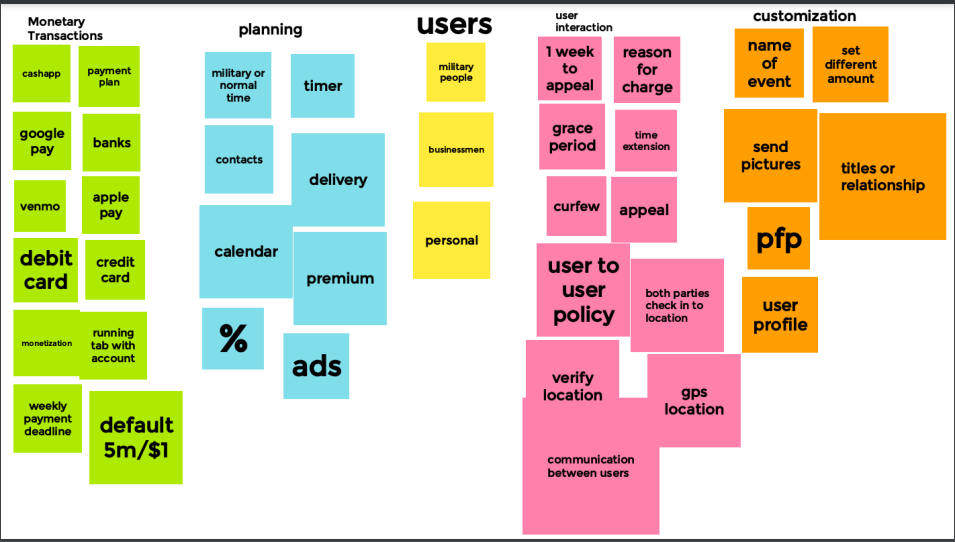 Monetary
Transactions
cashapp
payment
plan
google
pay
banks
venmo
apple
pay
debit
card
credit
card
monetization
running
tab with
account
weekly
payment
deadline
default
5m/$1
planning
military or
normal
time
timer
contacts
delivery
calendar
premium
%
ads
users
military
people
businessmen
personal
user
interaction
1 week
to
appeal
reason
for
charge
grace
period
time
extension
curfew
appeal
user to
user
policy
both parties
check in to
location
verify
location
gps
location
communication
between users
customization
name
of
event
set
different
amount
send
pictures
titles or
relationship
pfp
user
profile